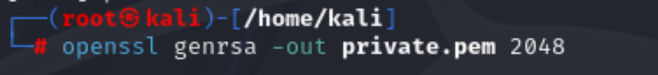 ┌──(root㉿kali)-[/home/kali]
└─# openssl genrsa -out private.pem 2048